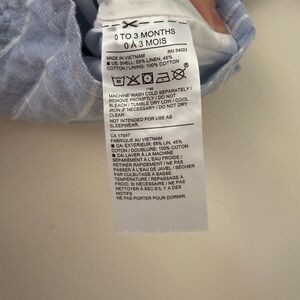 0 TO 3 MONTHS
0 À 3 MOIS
MADE IN VIETNAM RN 54023
■ US: SHELL: 55% LINEN, 45%
COTTON / LINING: 100% COTTON
MACHINE WASH COLD SEPARATELY /
REMOVE PROMPTLY / DO NOT
BLEACH / TUMBLE DRY LOW / COOL
IRON IF NECESSARY / DO NOT DRY
CLEAN
NOT INTENDED FOR USE AS
SLEEPWEAR.
CA 17897
FABRIQUÉ AU VIETNAM
■ CA: EXTÉRIEUR: 55% LIN, 45%
COTON / DOUBLURE: 100% COTON
■ CA: LAVER À LA MACHINE
SÉPARÉMENT À L'EAU FROIDE /
RETIRER RAPIDEMENT / NE PAS
PASSER À L'EAU DE JAVEL / SÉCHER
PAR CULBUTAGE À BASSE
TEMPÉRATURE / REPASSAGE À
FROID, SI NÉCESSAIRE / NE PAS
NETTOYER À SEC S'IL Y A
DES MOTIFS
NE PAS PORTER POUR DORMIR.